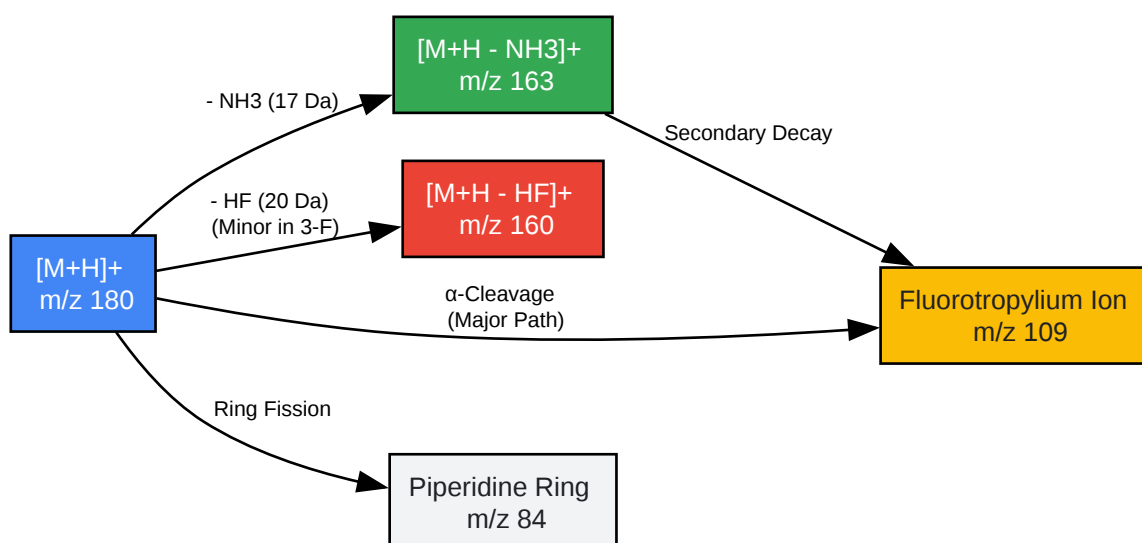 [M+H - NH3]+
m/z 163
- NH3 (17 Da)
Secondary Decay
[M+H - HF]+
m/z 160
- HF (20 Da)
(Minor in 3-F)
[M+H]+
m/z 180
α-Cleavage
(Major Path)
Fluorotropylium Ion
m/z 109
Ring Fission
Piperidine Ring
m/z 84